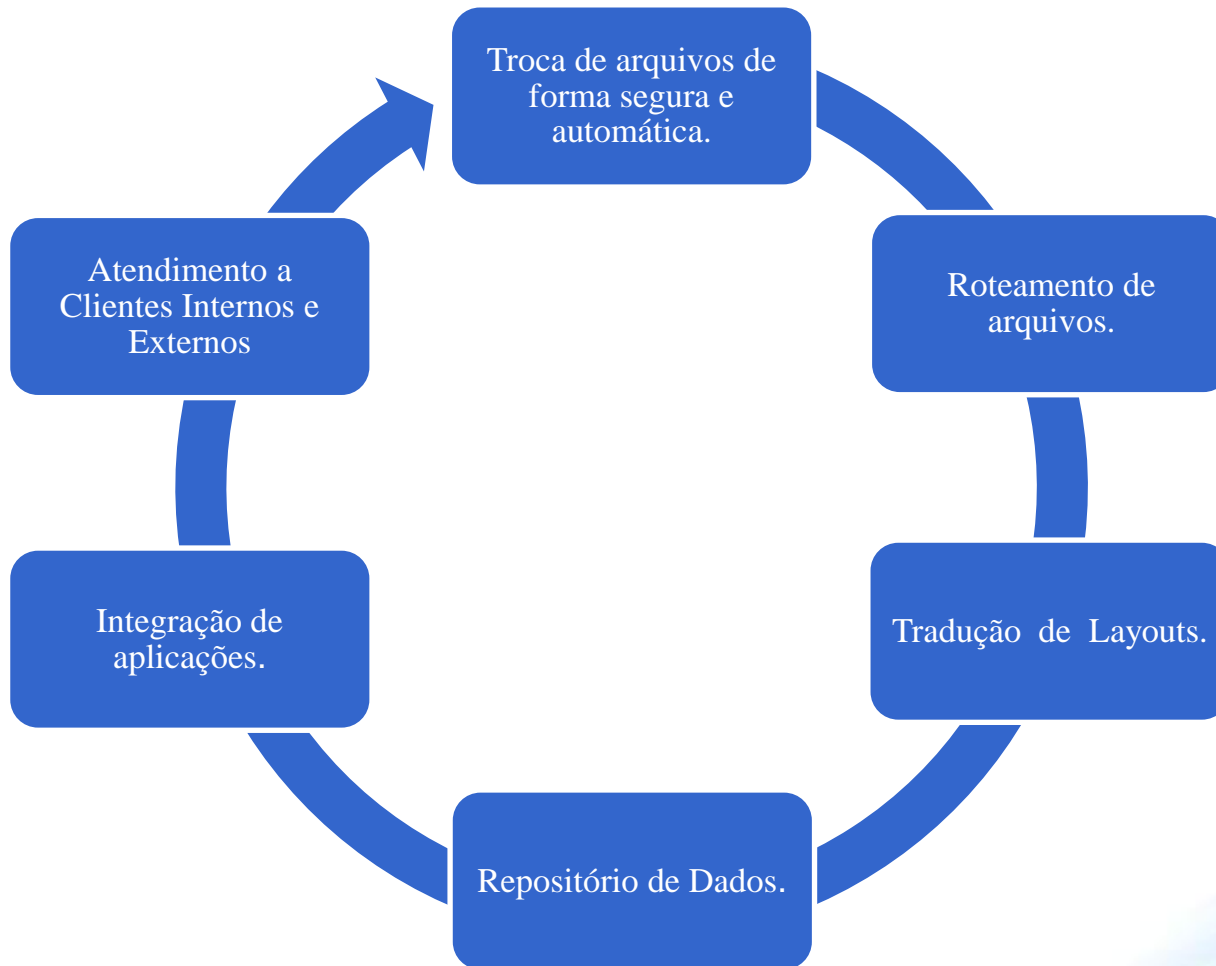 Troca de arquivos de
forma segura e
automática.
Roteamento de
arquivos.
Tradução de Layouts.
Repositório de Dados.
Integração de
aplicações.
Atendimento a
Clientes Internos e
Externos